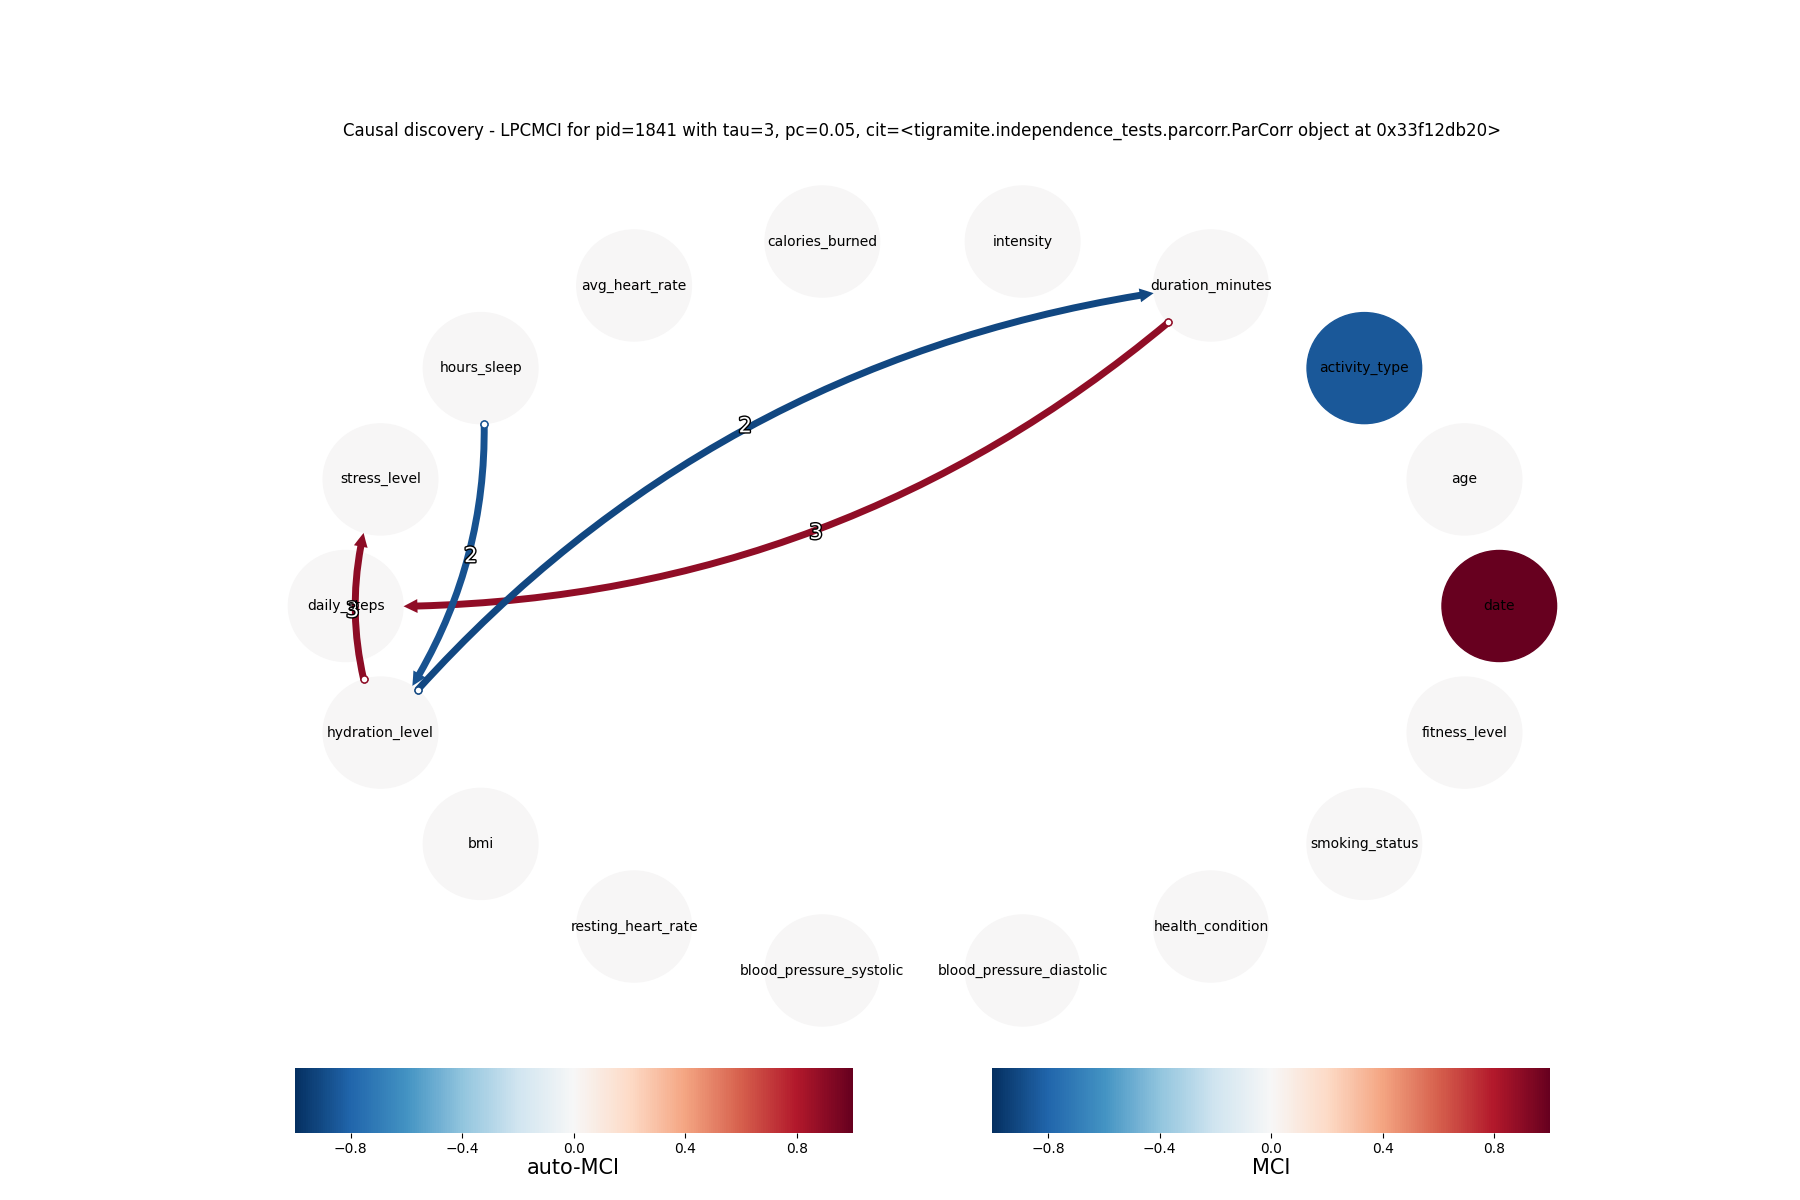 Causal discovery - LPCMCI for pid=1841 with tau=3, pc=0.05, cit=<tigramite.independence_tests.parcorr.ParCorr object at 0x33f12db20>
calories_burned
intensity
avg_heart_rate
duration_minutes
hours_sleep
activity_type
2
stress_level
age
3
2
daily_steps
3
date
hydration_level
fitness_level
bmi
smoking_status
resting_heart_rate
health_condition
blood_pressure_systolic
blood_pressure_diastolic
−0.8 −0.4 0.0 0.4 0.8
auto-MCI
−0.8 −0.4 0.0 0.4 0.8
MCI